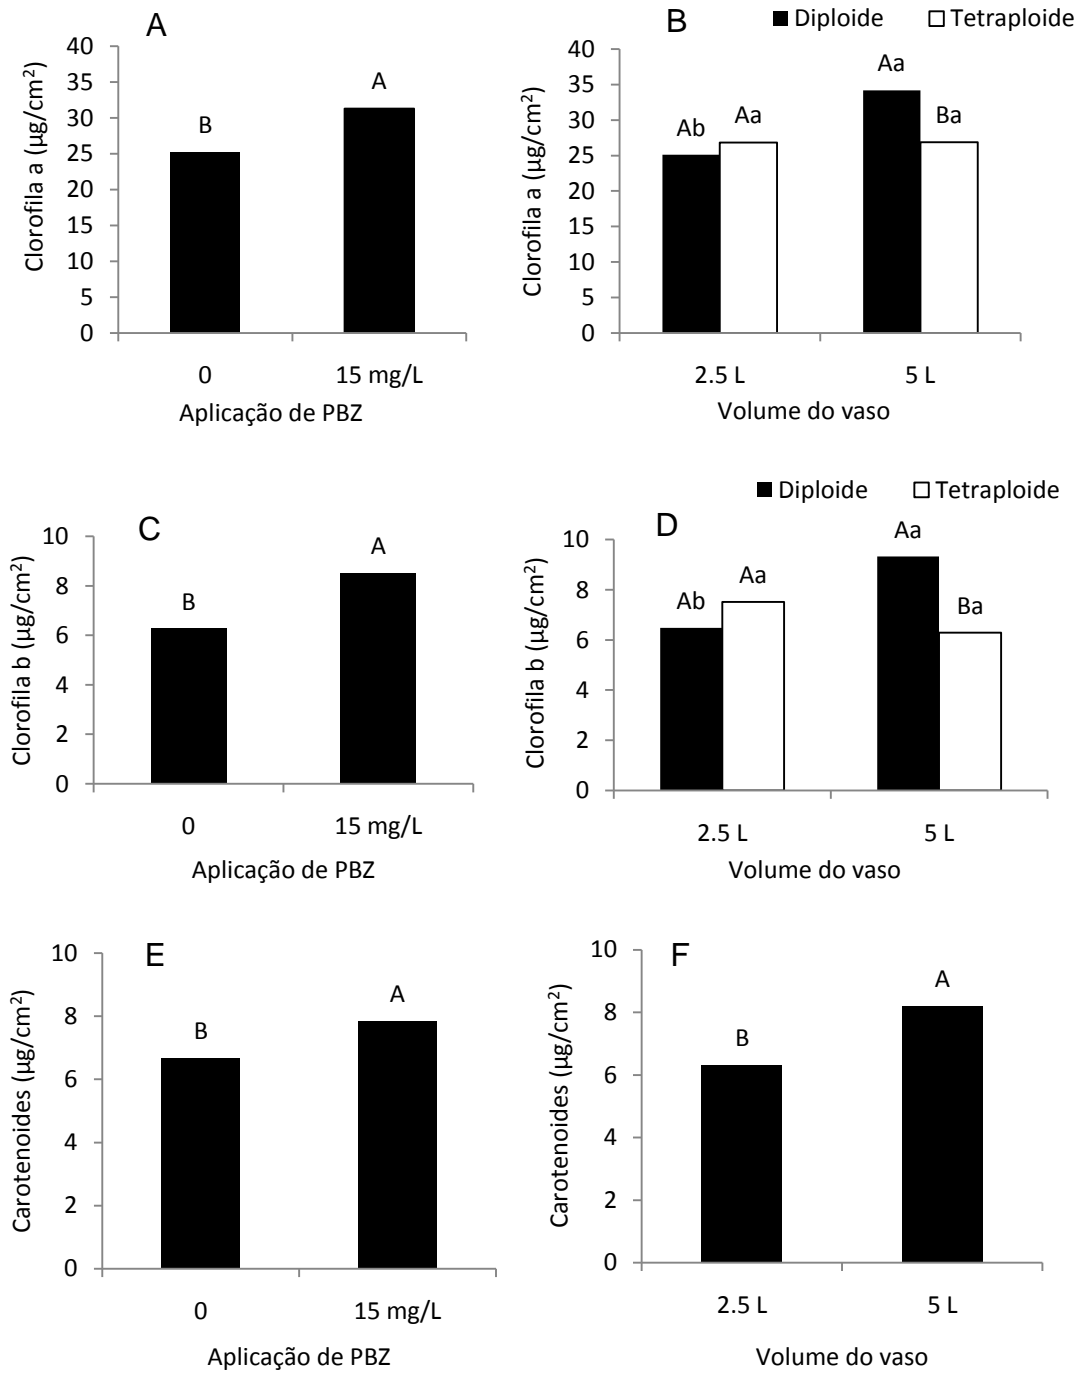 A
Clorofila a (µg/cm²)
40
35
30
25
20
15
10
5
0
B
A
0
15 mg/L
Aplicação de PBZ
B
Diploide
Tetraploide
Clorofila a (µg/cm²)
40
35
30
25
20
15
10
5
0
Ab
Aa
Aa
Ba
2.5 L
5 L
Volume do vaso
C
Clorofila b (µg/cm²)
10
8
6
4
2
0
B
A
0
15 mg/L
Aplicação de PBZ
Diploide
Tetraploide
D
Clorofila b (µg/cm²)
10
8
6
4
2
0
Ab
Aa
Aa
Ba
2.5 L
5 L
Volume do vaso
E
Carotenoides (µg/cm²)
10
8
6
4
2
0
B
A
0
15 mg/L
Aplicação de PBZ
F
Carotenoides (µg/cm²)
10
8
6
4
2
0
B
A
2.5 L
5 L
Volume do vaso